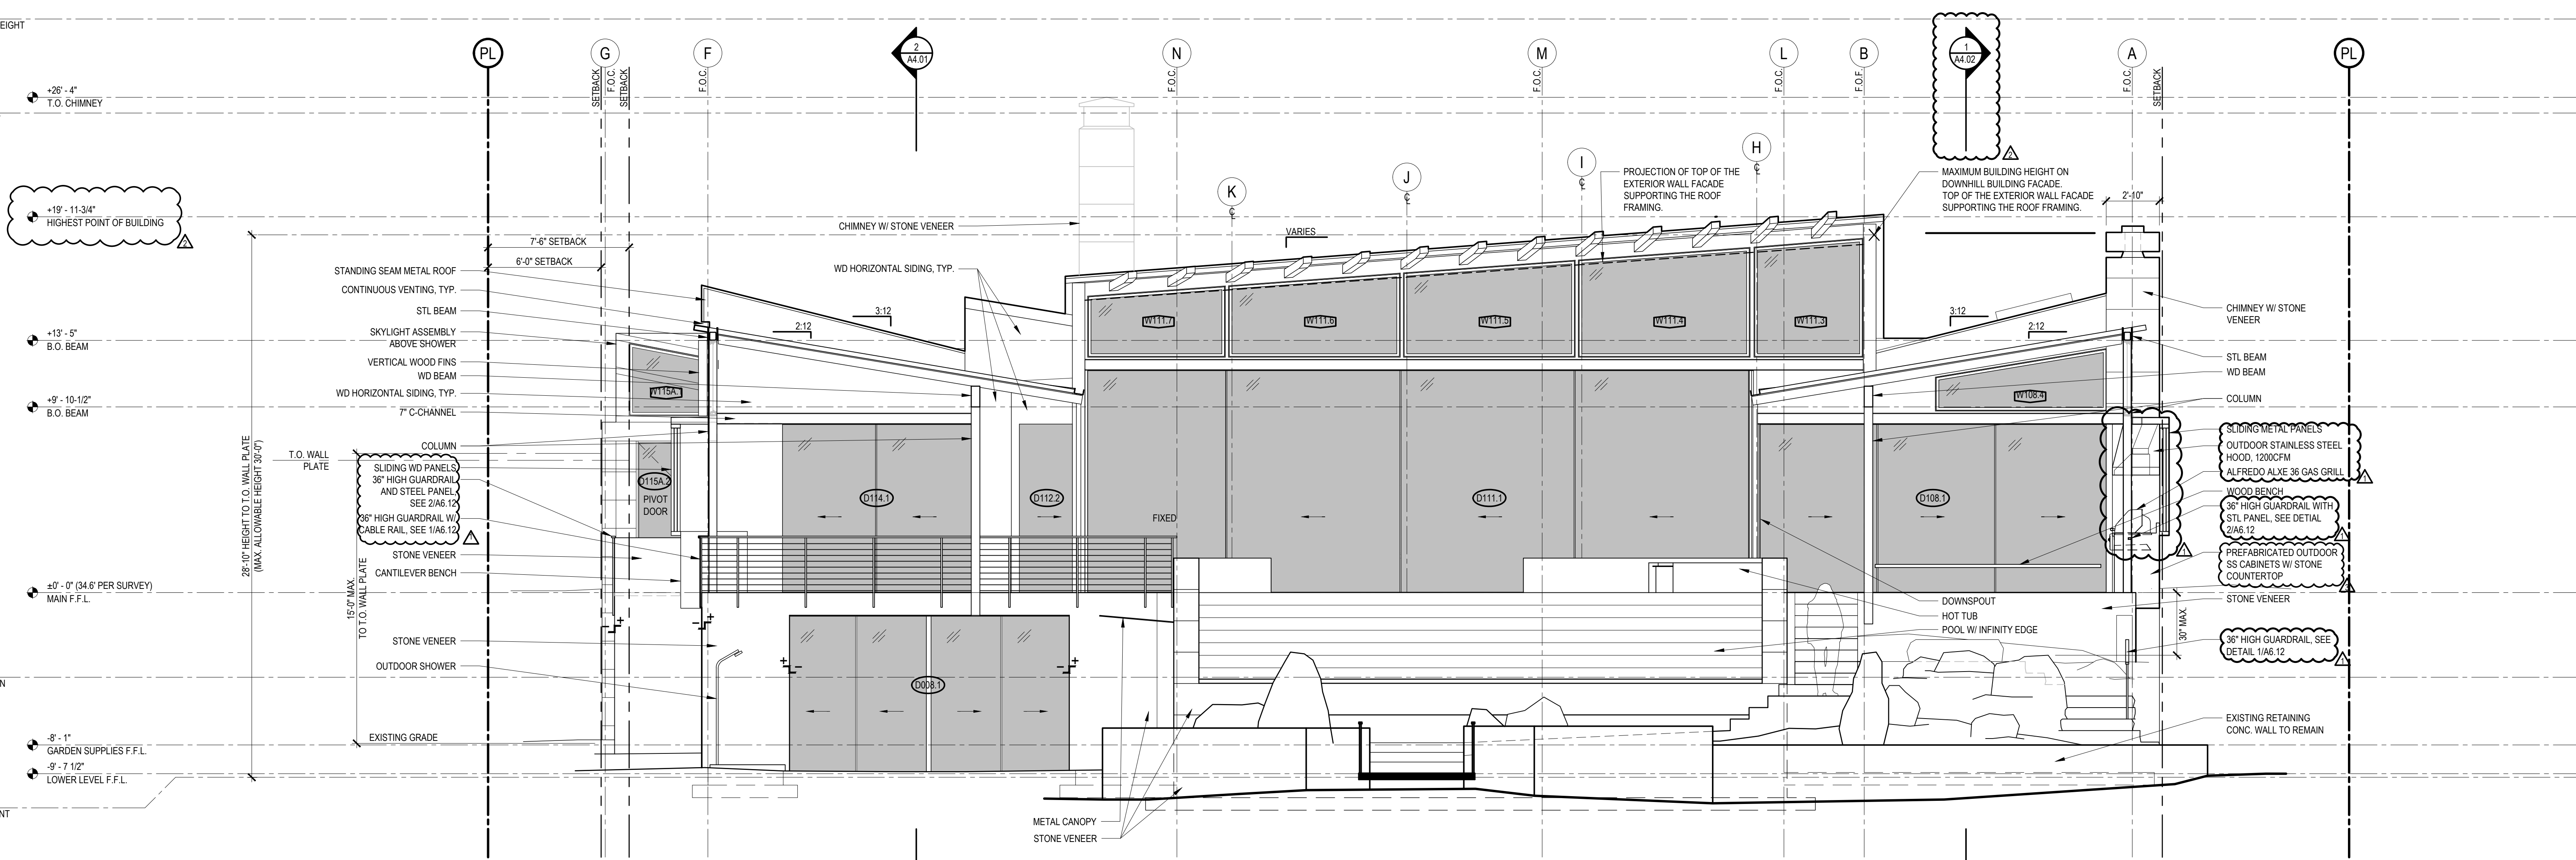 EIGHT
PL
G
F
2
A4.01
N
M
L
B
1
A4.02
A
PL
SETBACK
F.O.C.
SETBACK
F.O.C.
F.O.C.
F.O.C.
F.O.C.
F.O.F.
F.O.C.
SETBACK
+26' - 4"
T.O. CHIMNEY
2
K
J
I
H
PROJECTION OF TOP OF THE
EXTERIOR WALL FACADE
SUPPORTING THE ROOF
FRAMING.
MAXIMUM BUILDING HEIGHT ON
DOWNHILL BUILDING FACADE.
TOP OF THE EXTERIOR WALL FACADE
SUPPORTING THE ROOF FRAMING.
2'-10"
+19' - 11-3/4"
HIGHEST POINT OF BUILDING
2
CHIMNEY W/ STONE VENEER
VARIES
7'-6" SETBACK
6'-0" SETBACK
STANDING SEAM METAL ROOF
WD HORIZONTAL SIDING, TYP.
CONTINUOUS VENTING, TYP.
STL BEAM
SKYLIGHT ASSEMBLY
ABOVE SHOWER
VERTICAL WOOD FINS
WD BEAM
WD HORIZONTAL SIDING, TYP.
7" C-CHANNEL
COLUMN
2:12
3:12
3:12
2:12
CHIMNEY W/ STONE
VENEER
STL BEAM
WD BEAM
COLUMN
+13' - 5"
B.O. BEAM
+9' - 10-1/2"
B.O. BEAM
W111.7
W111.6
W111.5
W111.4
W111.3
W115A.1
W108.4
28'-10" HEIGHT TO T.O. WALL PLATE
(MAX. ALLOWABLE HEIGHT 30'-0")
T.O. WALL
PLATE
SLIDING WD PANELS
36" HIGH GUARDRAIL
AND STEEL PANEL,
SEE 2/A6.12
36" HIGH GUARDRAIL W/
CABLE RAIL, SEE 1/A6.12
1
STONE VENEER
CANTILEVER BENCH
D115A.2
PIVOT
DOOR
D114.1
D112.2
FIXED
D111.1
D108.1
SLIDING METAL PANELS
OUTDOOR STAINLESS STEEL
HOOD, 1200CFM
ALFREDO ALXE 36 GAS GRILL
1
WOOD BENCH
36" HIGH GUARDRAIL WITH
STL PANEL, SEE DETIAL
2/A6.12
1
1
PREFABRICATED OUTDOOR
SS CABINETS W/ STONE
COUNTERTOP
STONE VENEER
±0' - 0" (34.6' PER SURVEY)
MAIN F.F.L.
15'-0" MAX.
TO T.O. WALL PLATE
DOWNSPOUT
HOT TUB
POOL W/ INFINITY EDGE
30" MAX.
36" HIGH GUARDRAIL, SEE
DETAIL 1/A6.12
1
STONE VENEER
OUTDOOR SHOWER
D008.1
N
EXISTING GRADE
EXISTING RETAINING
CONC. WALL TO REMAIN
-8' - 1"
GARDEN SUPPLIES F.F.L.
-9' - 7 1/2"
LOWER LEVEL F.F.L.
NT
METAL CANOPY
STONE VENEER